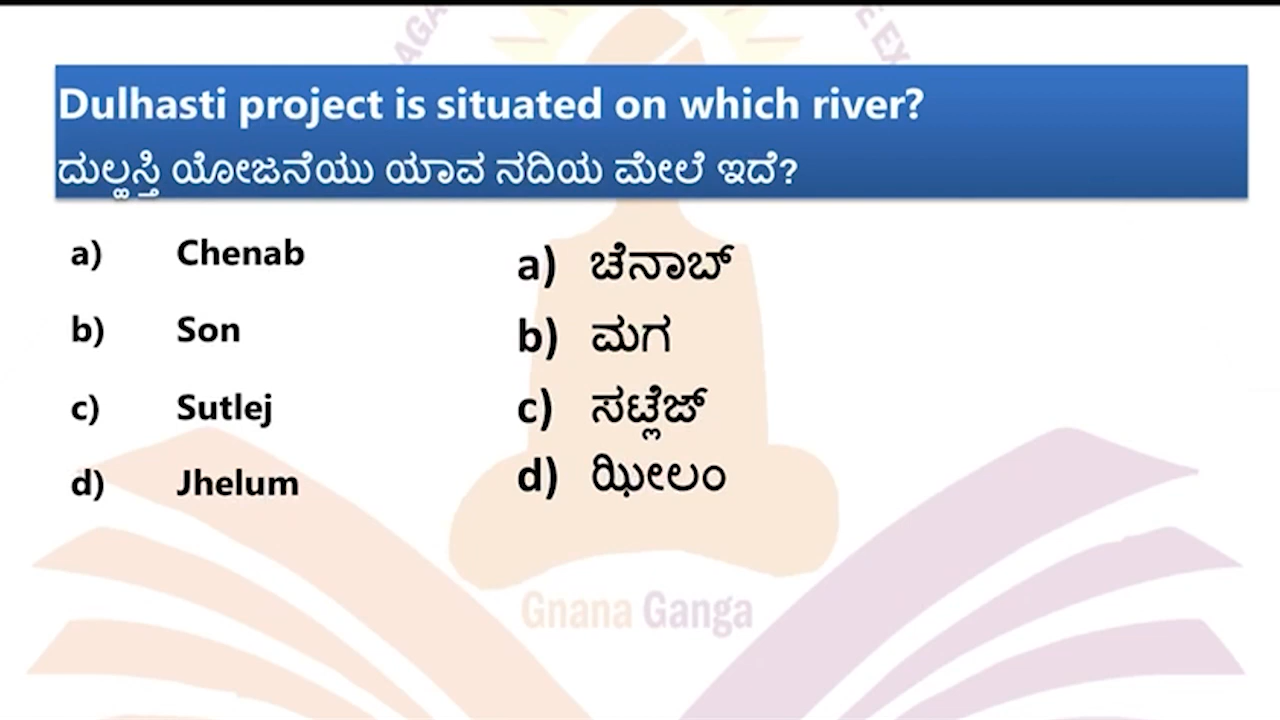 Dulhasti project is situated on which river?
ದುಲ್ಹಸ್ತಿ ಯೋಜನೆಯು ಯಾವ ನದಿಯ ಮೇಲೆ ಇದೆ?
a) Chenab
b) Son
c) Sutlej
d) Jhelum
a) ಚೆನಾಬ್
b) ಮಗ
c) ಸಟ್ಲೆಜ್
d) ಝೀಲಂ
Gnana Ganga